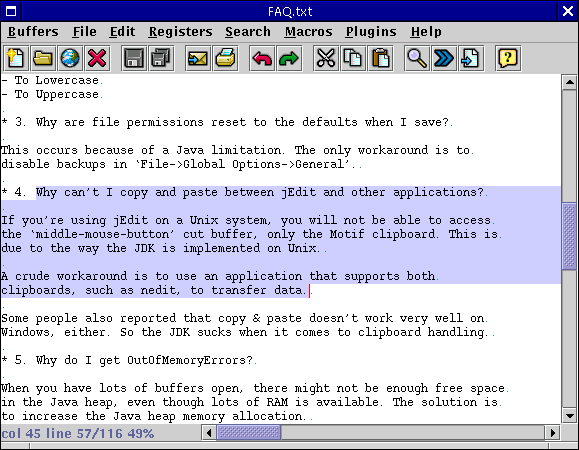 FAQ.txt
Buffers File Edit Registers Search Macros Plugins Help
- To Lowercase.
- To Uppercase.
* 3. Why are file permissions reset to the defaults when I save?.
This occurs because of a Java limitation. The only workaround is to.
disable backups in ‘File->Global Options->General’..
* 4. Why can’t I copy and paste between jEdit and other applications?.
If you’re using jEdit on a Unix system, you will not be able to access.
the ‘middle-mouse-button’ cut buffer, only the Motif clipboard. This is.
due to the way the JDK is implemented on Unix..
A crude workaround is to use an application that supports both.
clipboards, such as nedit, to transfer data..
Some people also reported that copy & paste doesn’t work very well on.
Windows, either. So the JDK sucks when it comes to clipboard handling..
* 5. Why do I get OutOfMemoryErrors?.
When you have lots of buffers open, there might not be enough free space.
in the Java heap, even though lots of RAM is available. The solution is.
to increase the Java heap memory allocation..
col 45 line 57/116 49%